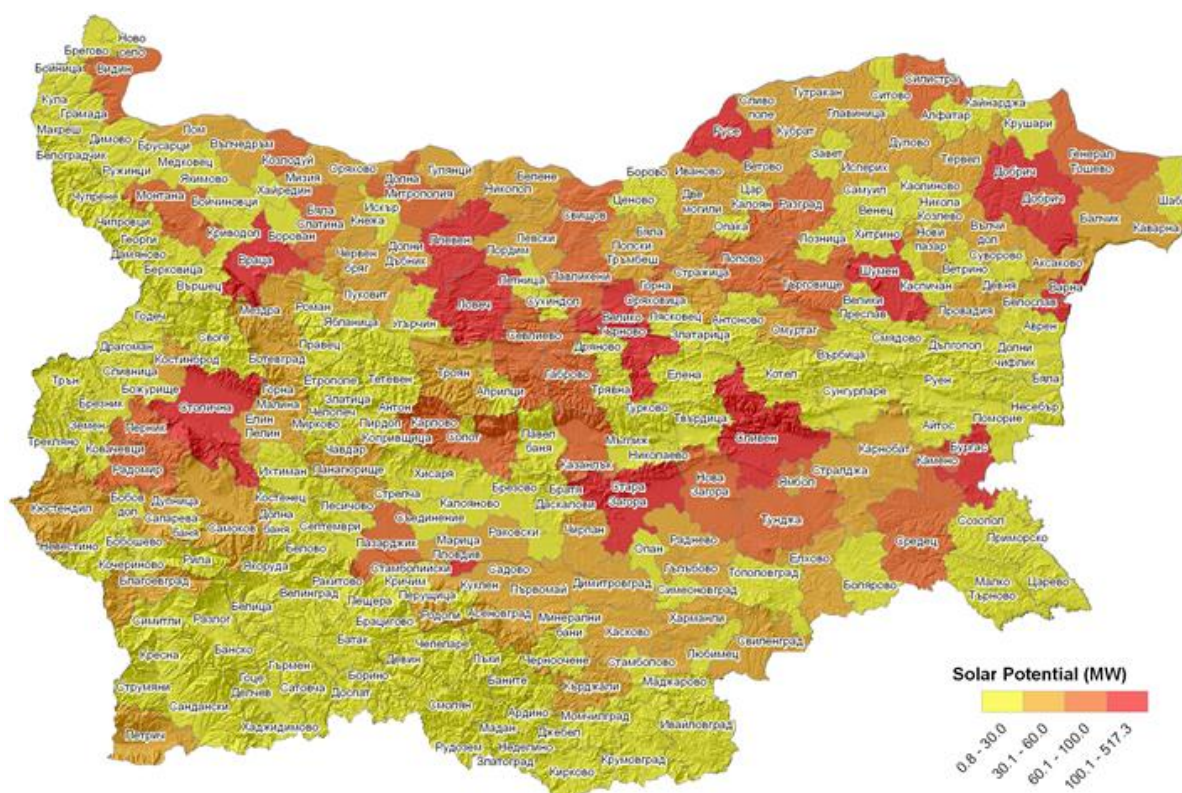 Ново
село
Брегово
Бойница
Видин
Кула
Грамада
Макреш
Димово
Белоградчик
Ружинци
Чупрене
Чипровци
Георги
Дамяново
Лом
Брусарци
Вълчедръм
Медковец
Якимово
Козлодуй
Мизия
Хайредин
Монтана
Бойчиновци
Криводол
Борован
Бяла
Слатина
Оряхово
Кнежа
Искър
Враца
Вършец
Берковица
Мездра
Роман
Червен
бряг
Долна
Митрополия
Гулянци
Никопол
Белене
Плевен
Долни
Дъбник
Пордим
Левски
Свищов
Павликени
Летница
Ловеч
Луковит
Угърчин
Ябланица
Сухиндол
Севлиево
Полски
Тръмбеш
Бяла
Ценово
Борово
Две
могили
Иваново
Русе
Сливо
поле
Тутракан
Главиница
Ситово
Силистра
Алфатар
Кайнарджа
Крушари
Кубрат
Ветово
Завет
Исперих
Дулово
Тервел
Добрич
Добрич
Генерал
Тошево
Шаб
Каварна
Балчик
Цар
Калоян
Разград
Самуил
Венец
Каолиново
Никола
Козлево
Хитрино
Нови
пазар
Вълчи
дол
Суворово
Аксаково
Ветрино
Девня
Варна
Белослав
Опака
Попово
Лозница
Шумен
Каспичан
Провадия
Аврен
Стражица
Горна
Оряховица
Търговище
Велики
Преслав
Велико
Търново
Лясковец
Антоново
Омуртаг
Златарица
Смядово
Дългопол
Долни
чифлик
Бяла
Дряново
Габрово
Трявна
Елена
Върбица
Котел
Руен
Сунгурларе
Несебър
Годеч
Своге
Драгоман
Костинброд
Сливница
Божурище
Трън
Брезник
Столична
Ботевград
Правец
Етрополе
Тетевен
Троян
Априлци
Горна
Малина
Елин
Пелин
Челопеч
Златица
Мирково
Пирдоп
Антон
Копривщица
Карлово
Сопот
Павел
баня
Мъглиж
Гурково
Твърдица
Николаево
Казанлък
Сливен
Поморие
Айтос
Бургас
Камено
Карнобат
Стралджа
Ямбол
Нова
Загора
Стара
Загора
Тунджа
Земен
Перник
Трекляно
Ковачевци
Радомир
Чавдар
Ихтиман
Панагюрище
Хисаря
Брезово
Братя
Даскалови
Чирпан
Раднево
Опан
Средец
Созопол
Приморско
Царево
Малко
Търново
Болярово
Елхово
Тополовград
Гълъбово
Симеоновград
Кюстендил
Бобов
дол
Дупница
Сапарева
баня
Самоков
Костенец
Долна
баня
Стрелча
Лесичово
Септември
Съединение
Калояново
Раковски
Марица
Пловдив
Пазарджик
Стамболийски
Садово
Първомай
Димитровград
Невестино
Бобошево
Кочериново
Рила
Благоевград
Якоруда
Белово
Ракитово
Велинград
Пещера
Кричим
Перущица
Куклен
Асеновград
Родопи
Брацигово
Батак
Белица
Разлог
Симитли
Кресна
Банско
Минерални
бани
Хасково
Харманли
Свиленград
Любимец
Стамболово
Маджарово
Черноочене
Лъки
Чепеларе
Девин
Баните
Кърджали
Момчилград
Ивайловград
Струмяни
Гоце
Делчев
Гърмен
Сатовча
Доспат
Борино
Смолян
Ардино
Мадан
Джебел
Рудозем
Неделино
Златоград
Крумовград
Кирково
Сандански
Хаджидимово
Петрич
Solar Potential (MW)
0.8 - 30.0
30.1 - 60.0
60.1 - 100.0
100.1 - 517.3